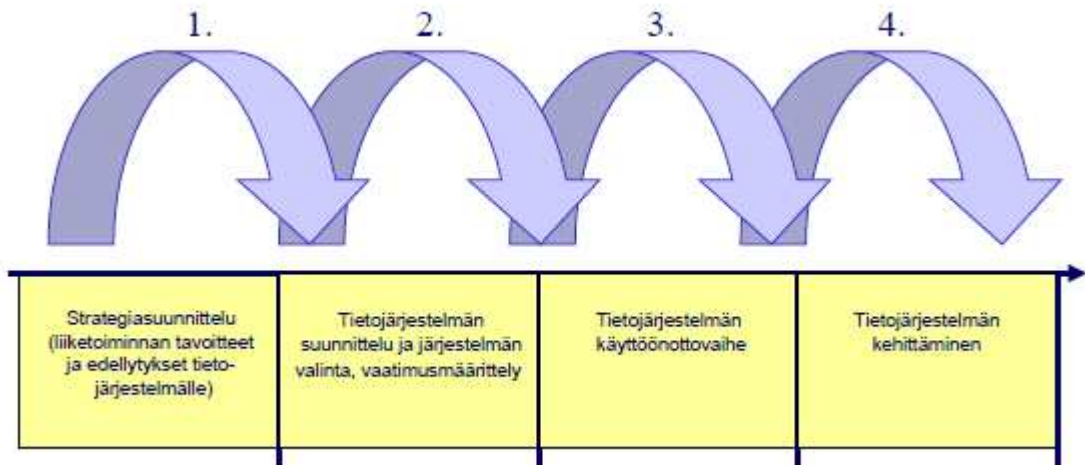 1.
2.
3.
4.
Strategiasuunnittelu
(liiketoiminnan tavoitteet
ja edellytykset tieto-
järjestelmälle)
Tietojärjestelmän
suunnittelu ja järjestelmän
valinta, vaatimusmäärittely
Tietojärjestelmän
käyttöönottovaihe
Tietojärjestelmän
kehittäminen